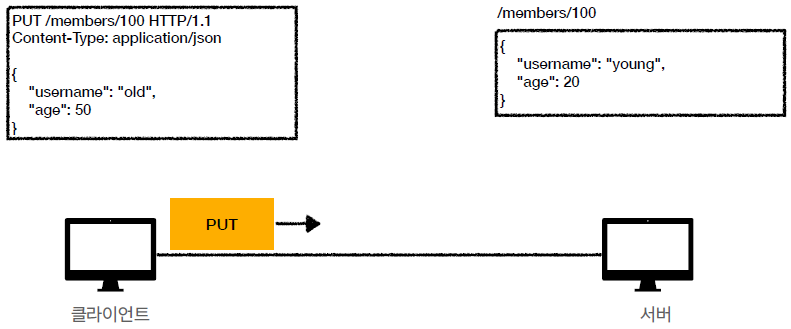 PUT /members/100 HTTP/1.1
Content-Type: application/json
{
"username": "old",
"age": 50
}
/members/100
{
"username": "young",
"age": 20
}
PUT
클라이언트
서버